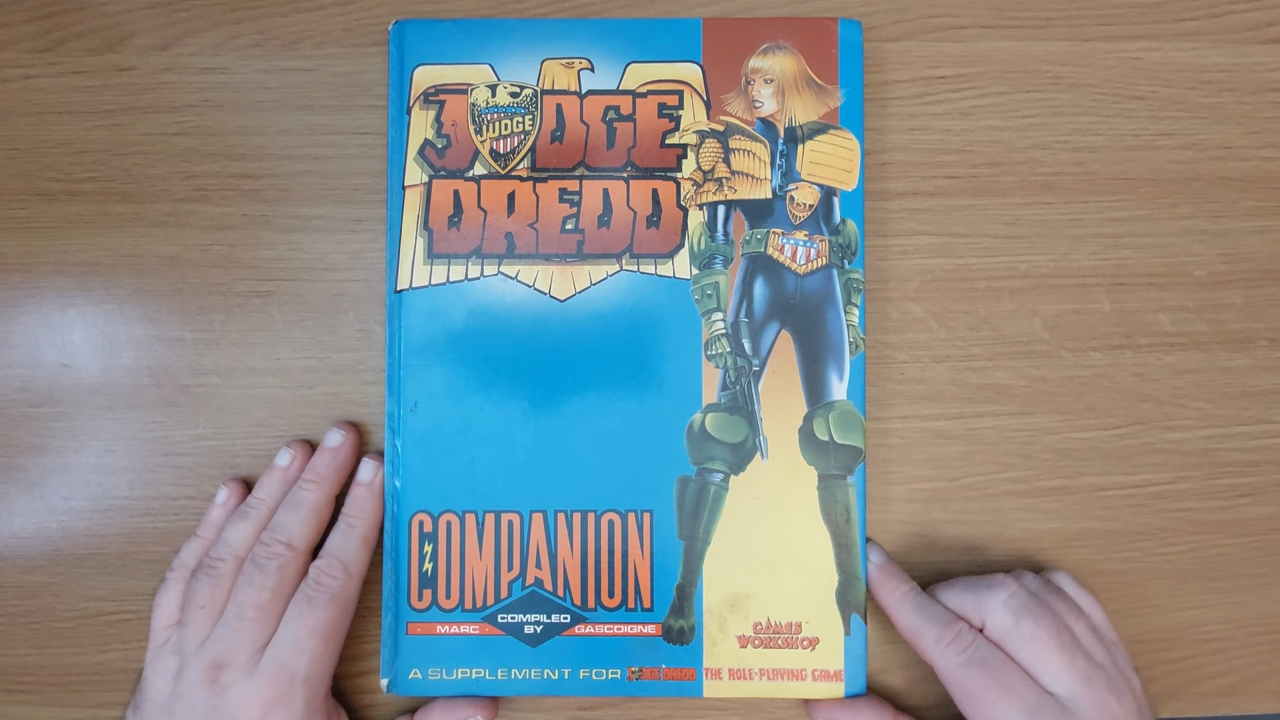 JUDGE
JUDGE
DREDD
COMPANION
COMPILED
BY
MARC GASCOIGNE
GAMES
WORKSHOP
A SUPPLEMENT FOR JUDGE DREDD THE ROLE-PLAYING GAME